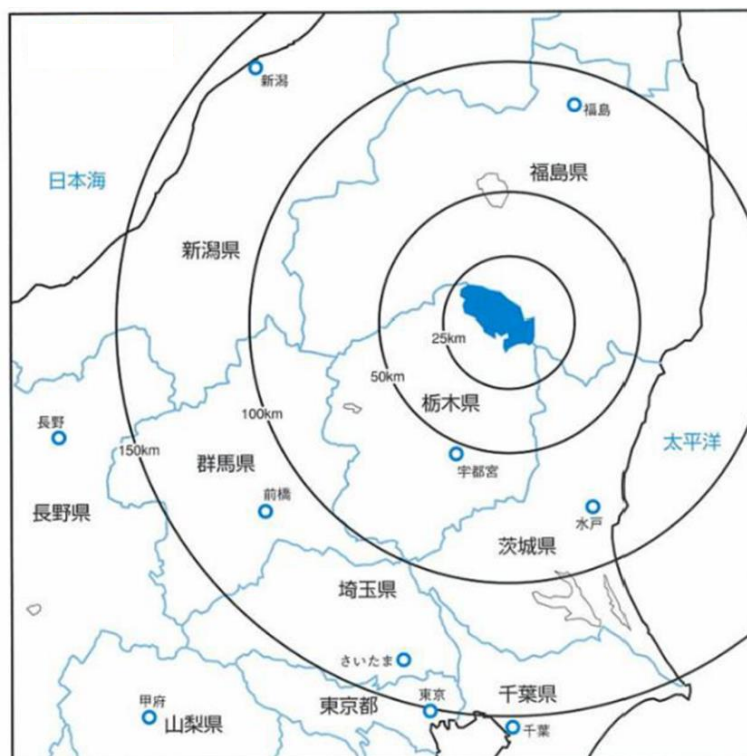 新潟
福島
福島県
日本海
新潟県
25km
50km
栃木県
100km
長野
150km
太平洋
群馬県
宇都宮
前橋
長野県
水戸
茨城県
埼玉県
さいたま
東京
千葉県
甲府
東京都
山梨県
千葉